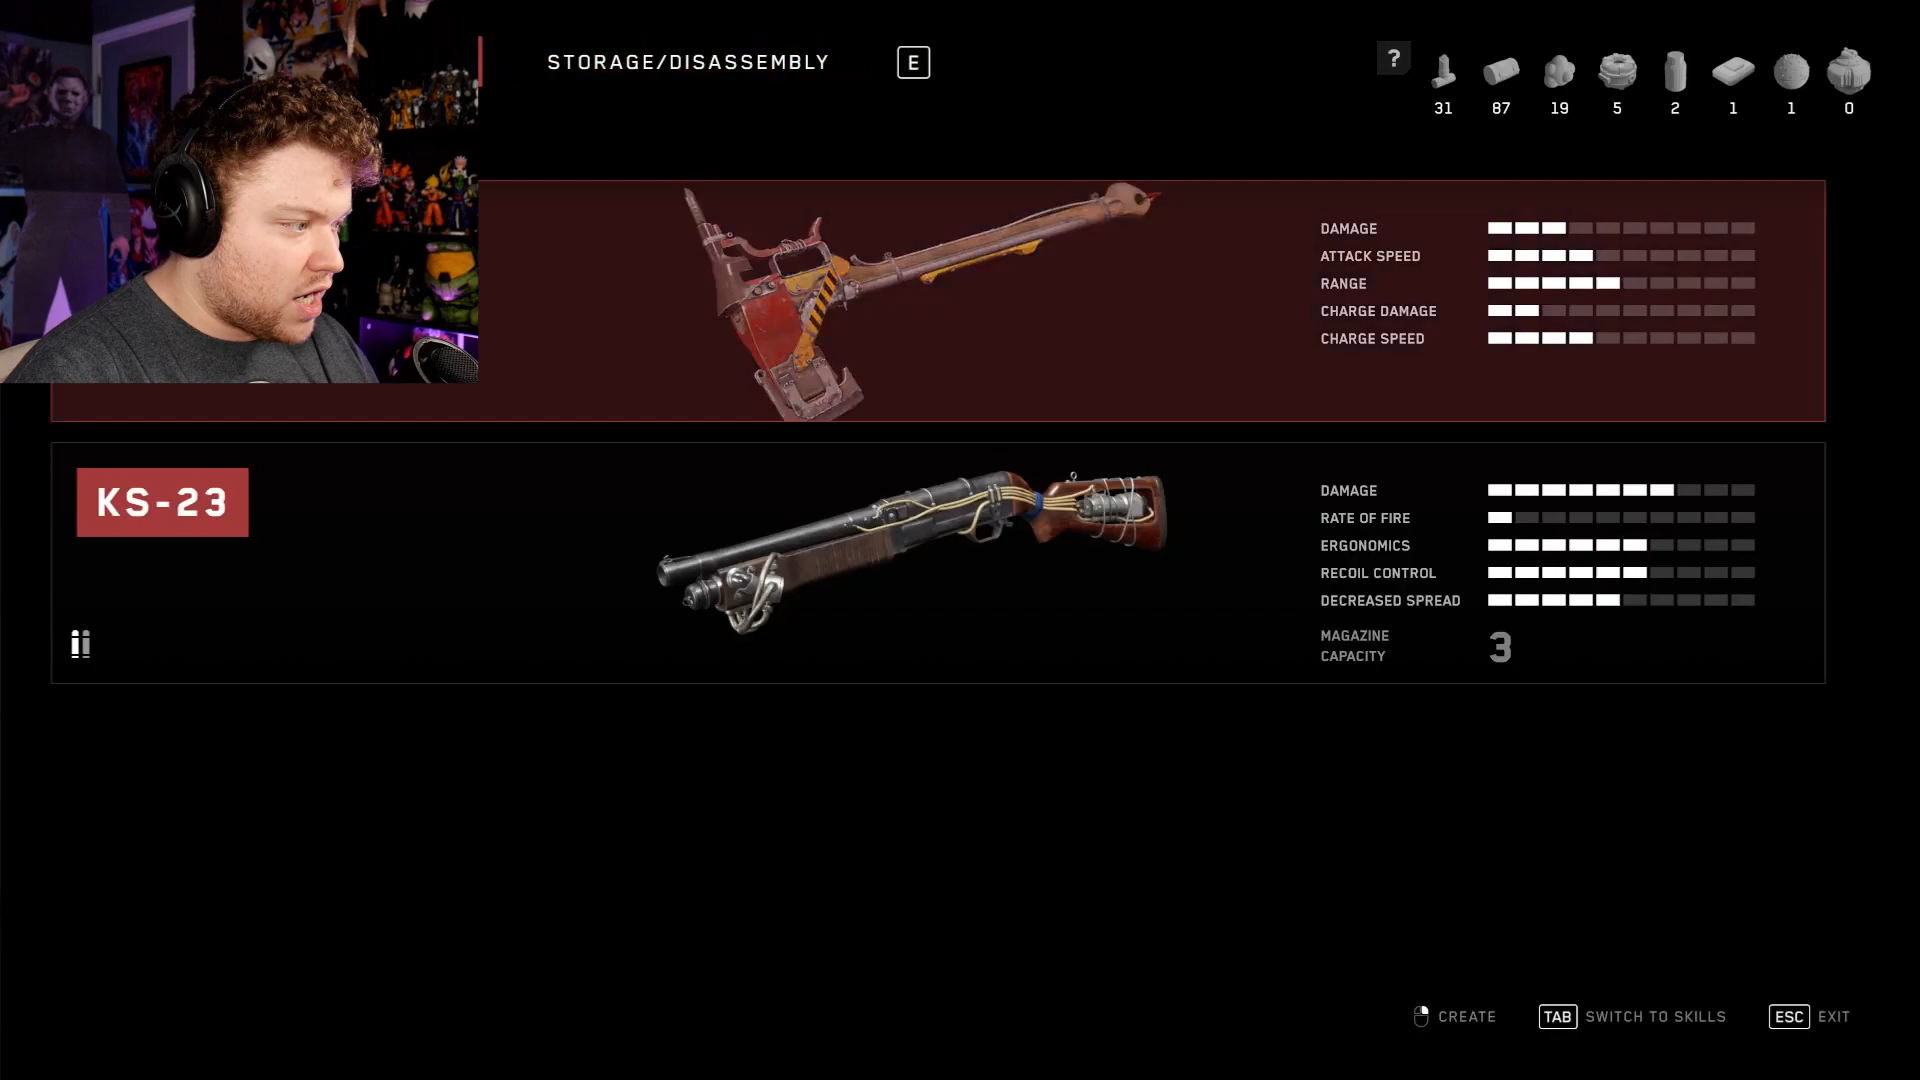 STORAGE/DISASSEMBLY E
?
31 87 19 5 2 1 1 0
DAMAGE
ATTACK SPEED
RANGE
CHARGE DAMAGE
CHARGE SPEED
KS-23
DAMAGE
RATE OF FIRE
ERGONOMICS
RECOIL CONTROL
DECREASED SPREAD
MAGAZINE
CAPACITY
3
CREATE TAB SWITCH TO SKILLS ESC EXIT